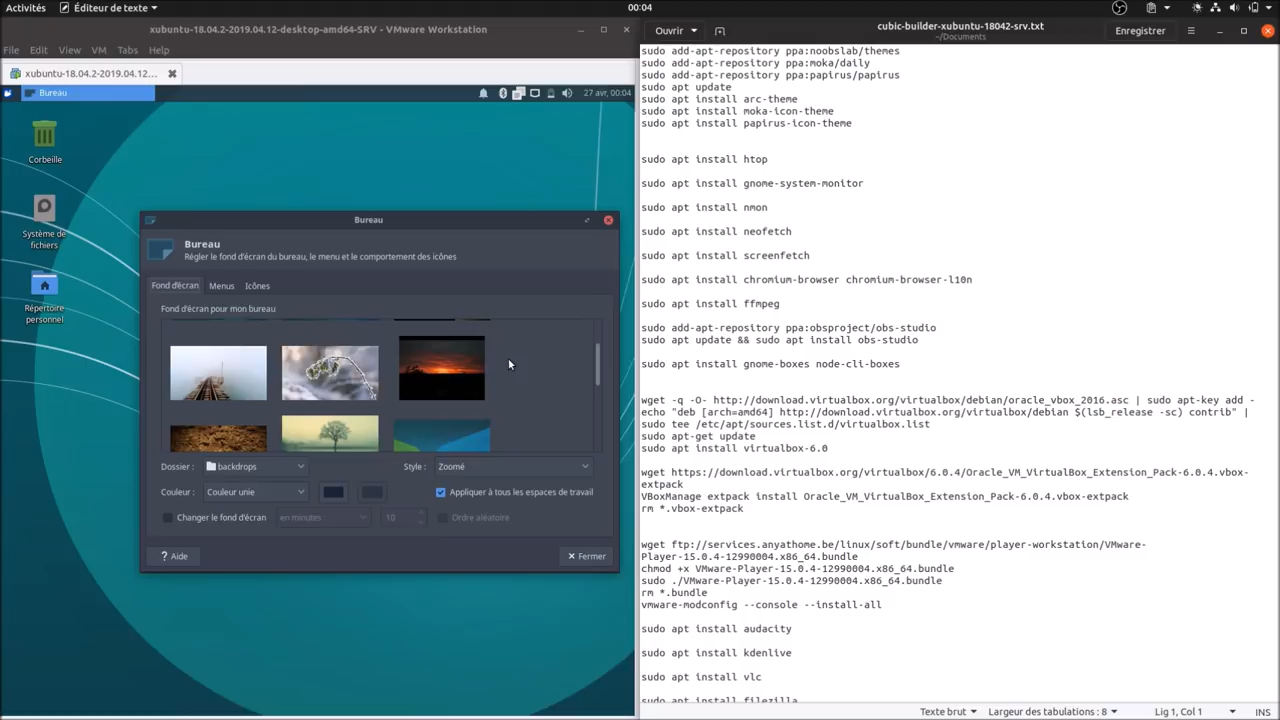 Activités
Éditeur de texte
00:04
xubuntu-18.04.2-2019.04.12-desktop-amd64-SRV - VMware Workstation
File Edit View VM Tabs Help
xubuntu-18.04.2-2019.04.12...
Bureau
27 avr, 00:04
Corbeille
Système de
fichiers
Répertoire
personnel
Bureau
Bureau
Régler le fond d'écran du bureau, le menu et le comportement des icônes
Fond d'écran Menus Icônes
Fond d'écran pour mon bureau
Dossier : backdrops Style : Zoomé
Couleur : Couleur unie Appliquer à tous les espaces de travail
Changer le fond d'écran en minutes : 10 Ordre aléatoire
Aide Fermer
Ouvrir
cubic-builder-xubuntu-18042-srv.txt
~/Documents
Enregistrer
sudo add-apt-repository ppa:noobslab/themes
sudo add-apt-repository ppa:moka/daily
sudo add-apt-repository ppa:papirus/papirus
sudo apt update
sudo apt install arc-theme
sudo apt install moka-icon-theme
sudo apt install papirus-icon-theme
sudo apt install htop
sudo apt install gnome-system-monitor
sudo apt install nmon
sudo apt install neofetch
sudo apt install screenfetch
sudo apt install chromium-browser chromium-browser-l10n
sudo apt install ffmpeg
sudo add-apt-repository ppa:obsproject/obs-studio
sudo apt update && sudo apt install obs-studio
sudo apt install gnome-boxes node-cli-boxes
wget -q -O- http://download.virtualbox.org/virtualbox/debian/oracle_vbox_2016.asc | sudo apt-key add -
echo "deb [arch=amd64] http://download.virtualbox.org/virtualbox/debian $(lsb_release -sc) contrib" |
sudo tee /etc/apt/sources.list.d/virtualbox.list
sudo apt-get update
sudo apt install virtualbox-6.0
wget https://download.virtualbox.org/virtualbox/6.0.4/Oracle_VM_VirtualBox_Extension_Pack-6.0.4.vbox-
extpack
VBoxManage extpack install Oracle_VM_VirtualBox_Extension_Pack-6.0.4.vbox-extpack
rm *.vbox-extpack
wget ftp://services.anyathome.be/linux/soft/bundle/vmware/player-workstation/VMware-
Player-15.0.4-12990004.x86_64.bundle
chmod +x VMware-Player-15.0.4-12990004.x86_64.bundle
sudo ./VMware-Player-15.0.4-12990004.x86_64.bundle
rm *.bundle
vmware-modconfig --console --install-all
sudo apt install audacity
sudo apt install kdenlive
sudo apt install vlc
sudo apt install filezilla
Texte brut Largeur des tabulations : 8 Lig 1, Col 1 INS